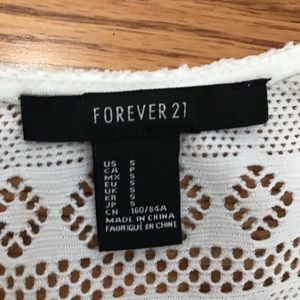 FOREVER 21
US S
CA P
MX S
EU S
UK S
KR S
JP S
CN 160/84A
MADE IN CHINA
FABRIQUÉ EN CHINE